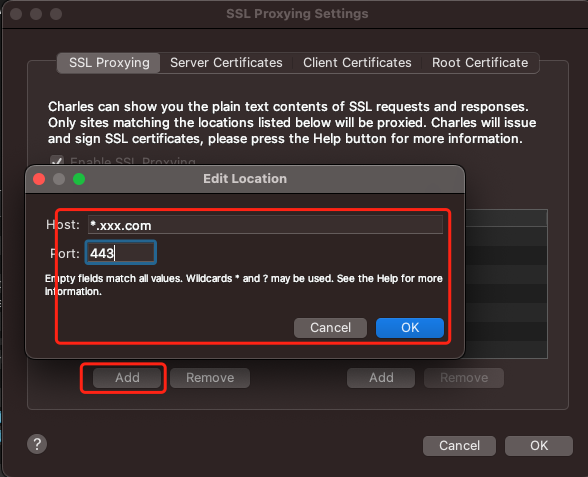 SSL Proxying Settings
SSL Proxying Server Certificates Client Certificates Root Certificate
Charles can show you the plain text contents of SSL requests and responses.
Only sites matching the locations listed below will be proxied. Charles will issue
and sign SSL certificates, please press the Help button for more information.
Enable SSL Proxying
Edit Location
Host: *.xxx.com
Port: 443
Empty fields match all values. Wildcards * and ? may be used. See the Help for more
information.
Cancel OK
Add Remove Add Remove
? Cancel OK